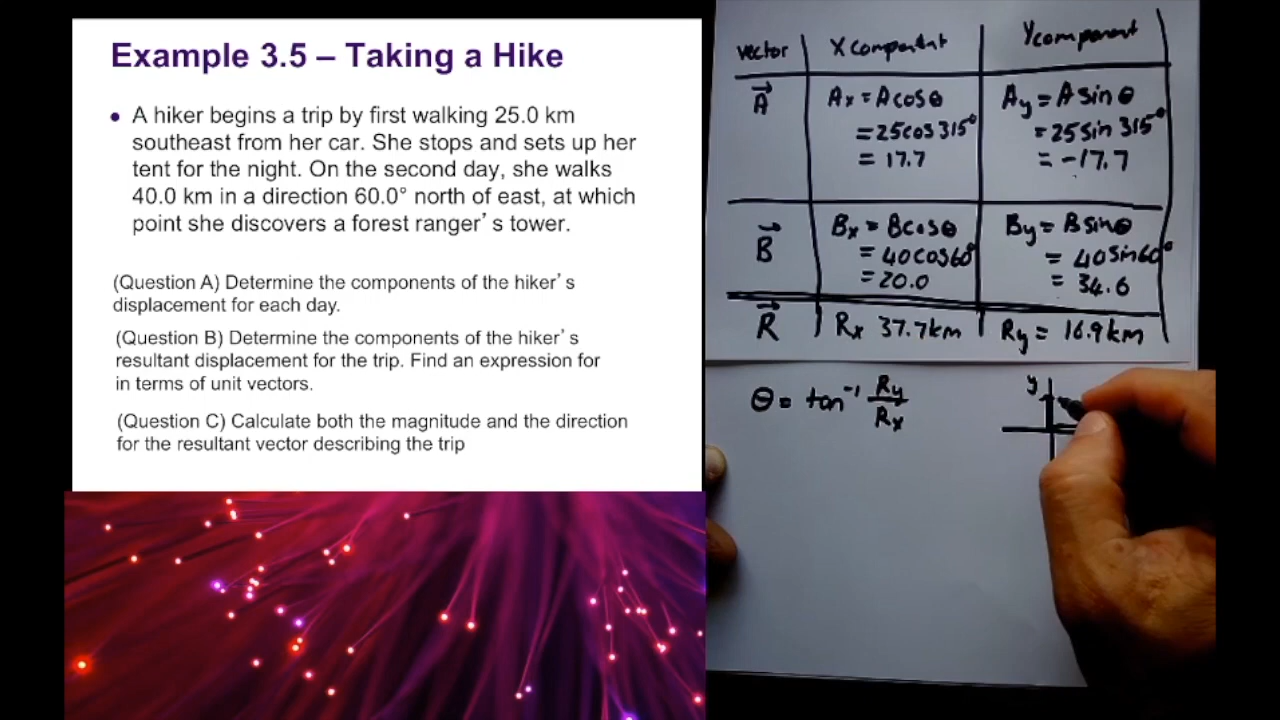 Example 3.5 – Taking a Hike
• A hiker begins a trip by first walking 25.0 km
southeast from her car. She stops and sets up her
tent for the night. On the second day, she walks
40.0 km in a direction 60.0° north of east, at which
point she discovers a forest ranger’s tower.
(Question A) Determine the components of the hiker’s
displacement for each day.
(Question B) Determine the components of the hiker’s
resultant displacement for the trip. Find an expression for
in terms of unit vectors.
(Question C) Calculate both the magnitude and the direction
for the resultant vector describing the trip
vector X component Y component
A⃗ Ax = A cos θ Ay = A sin θ
= 25 cos 315° = 25 sin 315°
= 17.7 = -17.7
B⃗ Bx = B cos θ By = B sin θ
= 40 cos 60° = 40 sin 60°
= 20.0 = 34.6
R⃗ Rx 37.7 km Ry = 16.9 km
θ = tan⁻¹ Ry/Rx
y